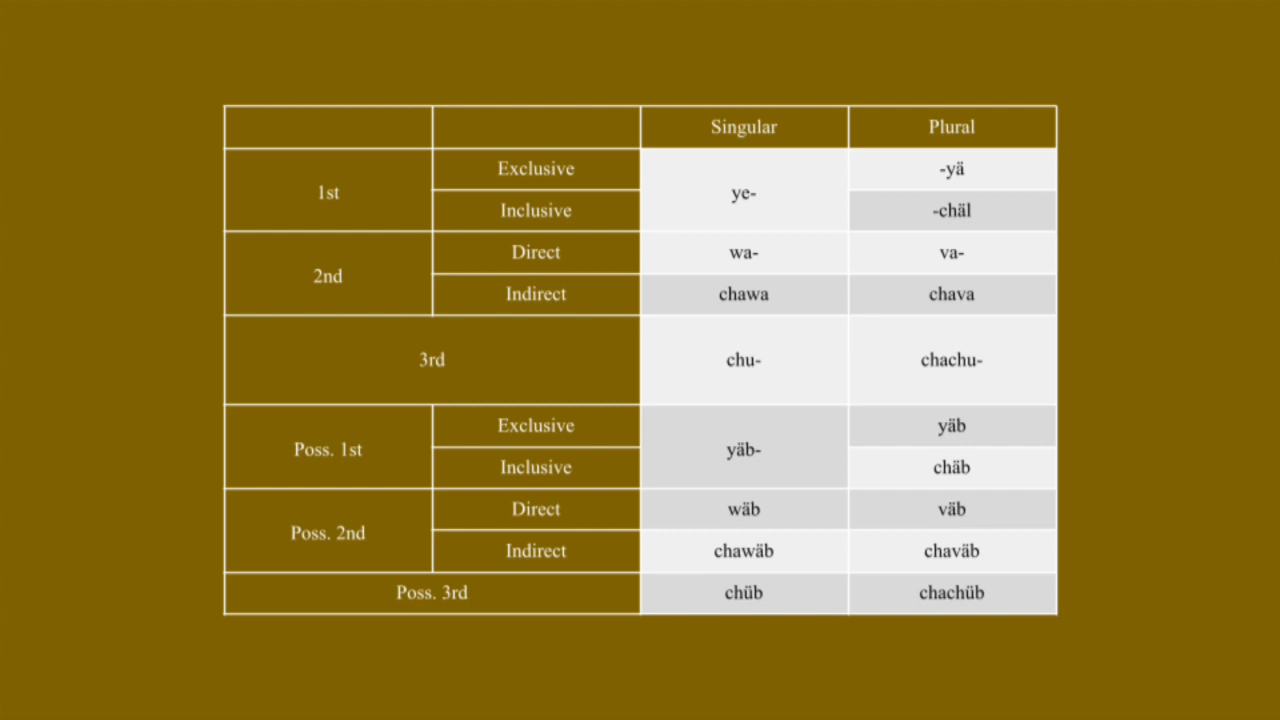 Singular Plural
1st Exclusive ye- -yä
Inclusive -chäl
2nd Direct wa- va-
Indirect chawa chava
3rd chu- chachu-
Poss. 1st Exclusive yäb- yäb
Inclusive chäb
Poss. 2nd Direct wäb väb
Indirect chawäb chaväb
Poss. 3rd chüb chachüb